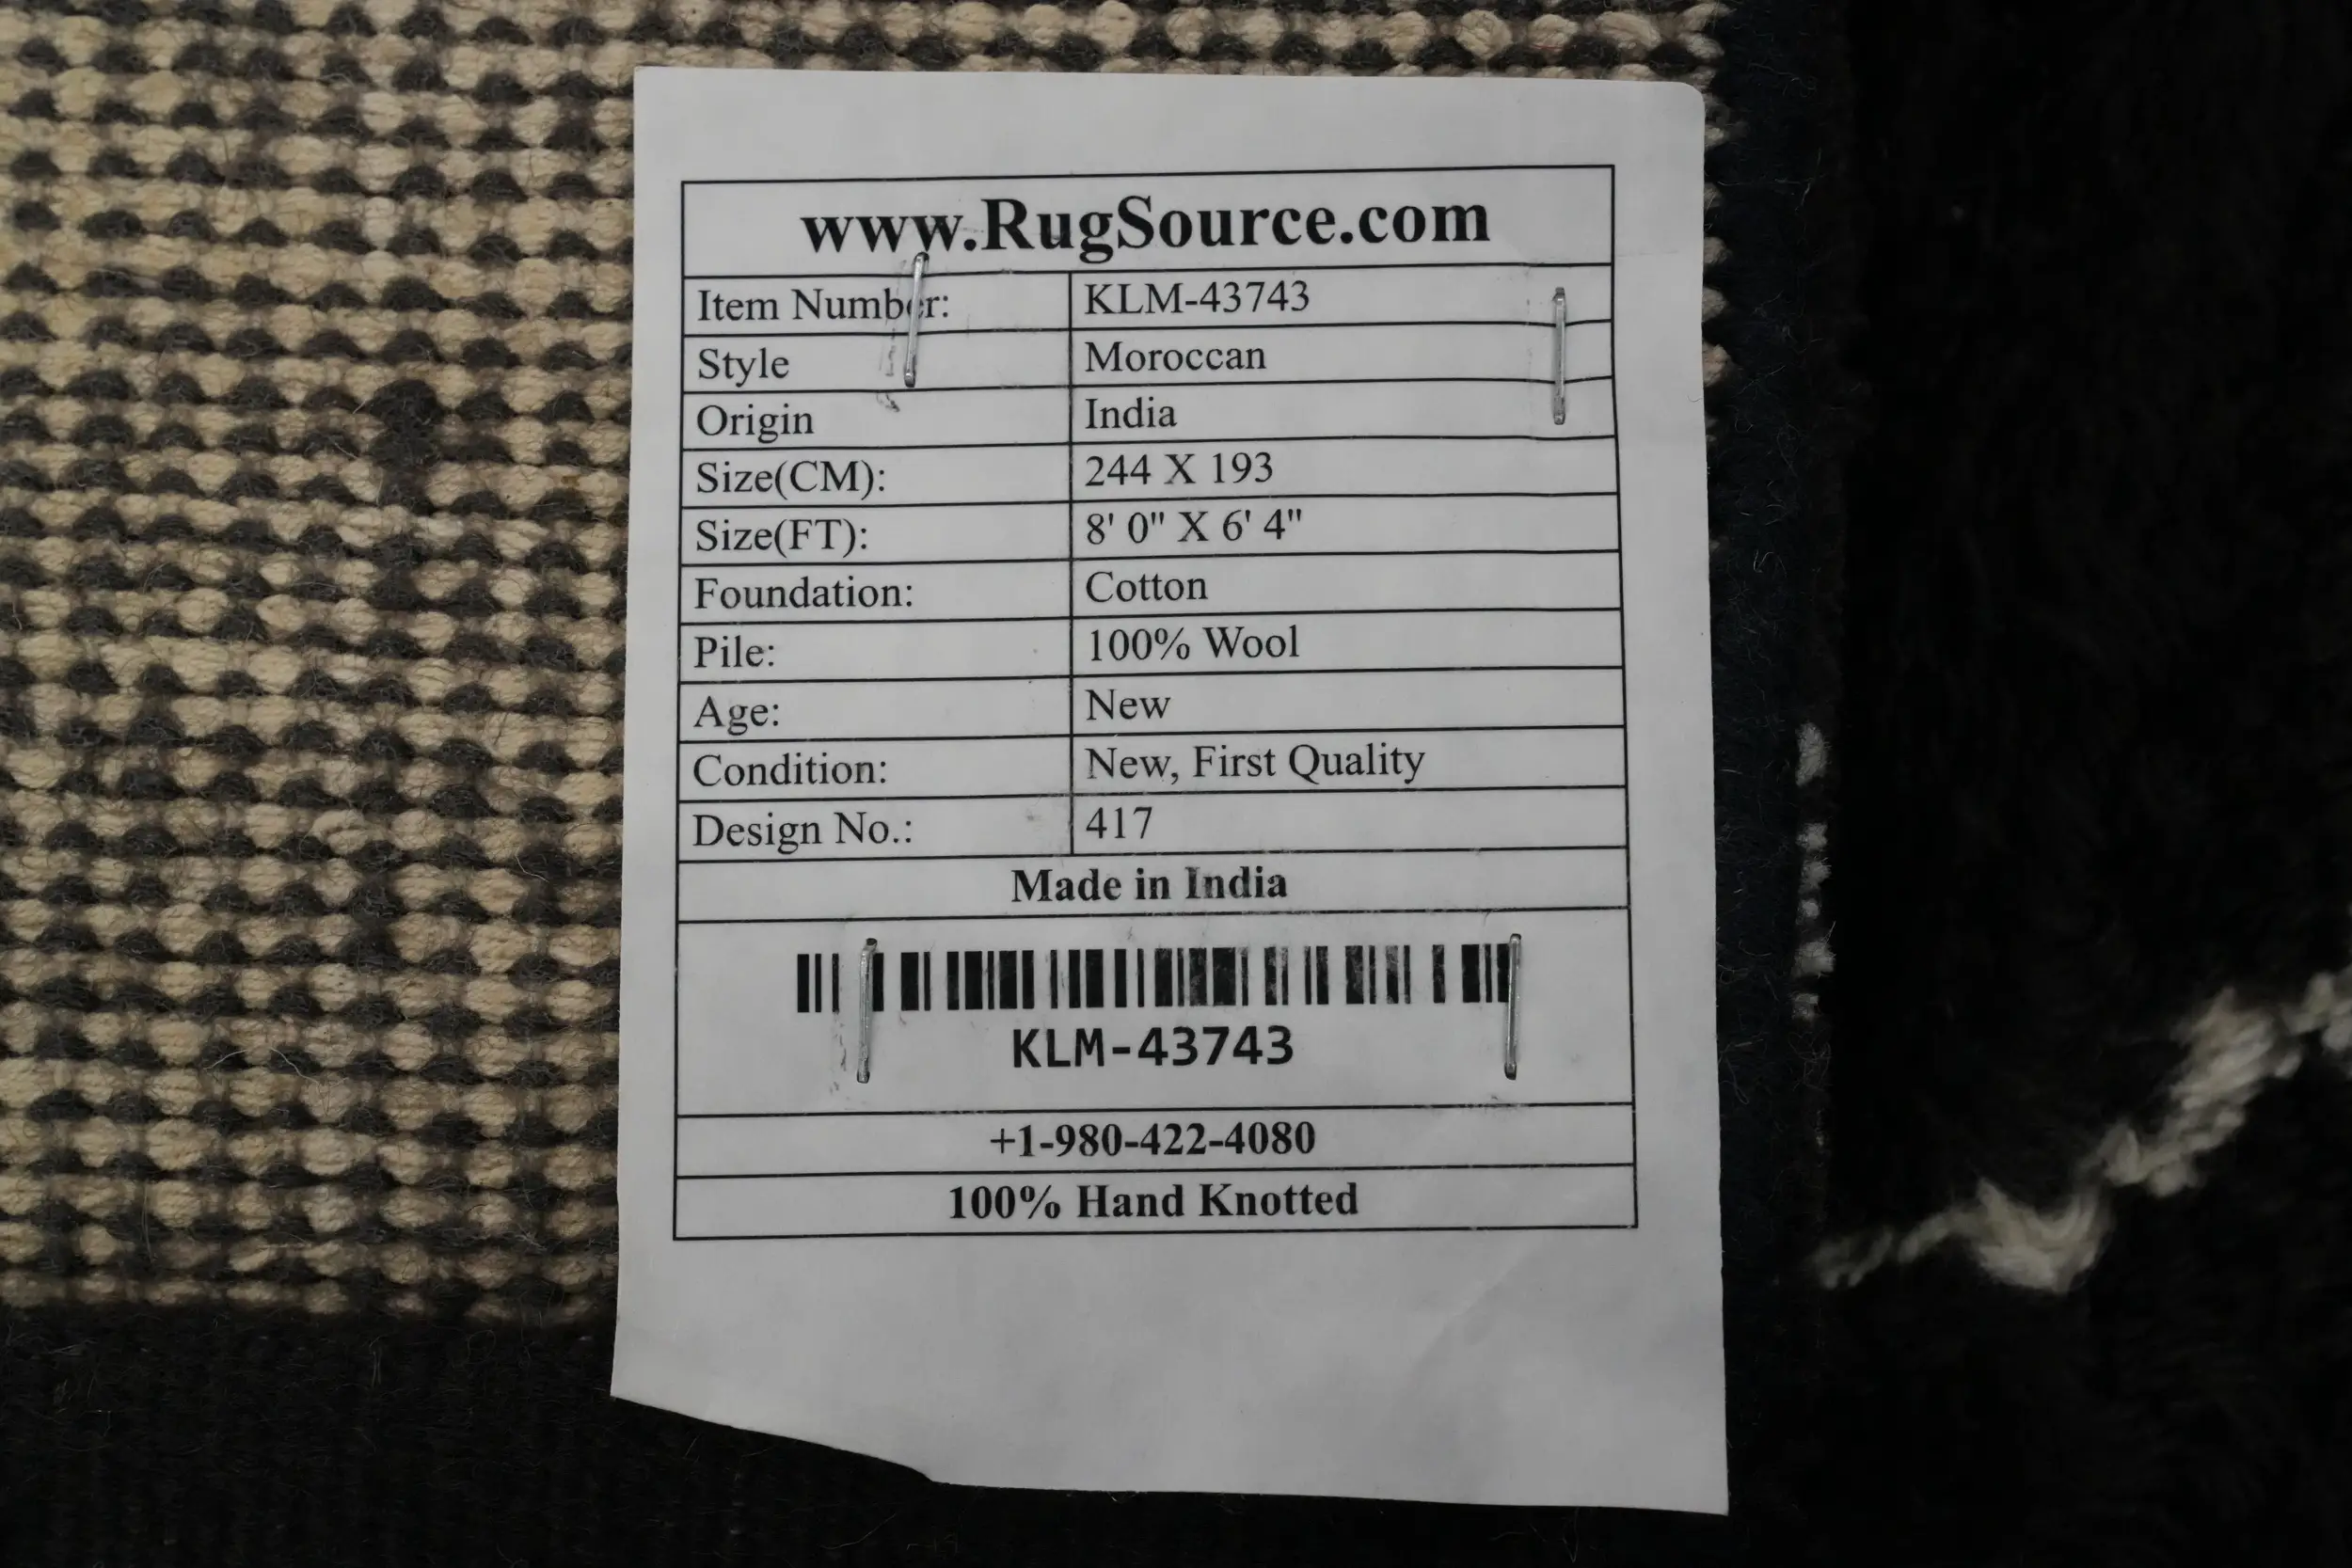 www.RugSource.com
Item Number: KLM-43743
Style Moroccan
Origin India
Size(CM): 244 X 193
Size(FT): 8' 0" X 6' 4"
Foundation: Cotton
Pile: 100% Wool
Age: New
Condition: New, First Quality
Design No.: 417
Made in India
KLM-43743
+1-980-422-4080
100% Hand Knotted